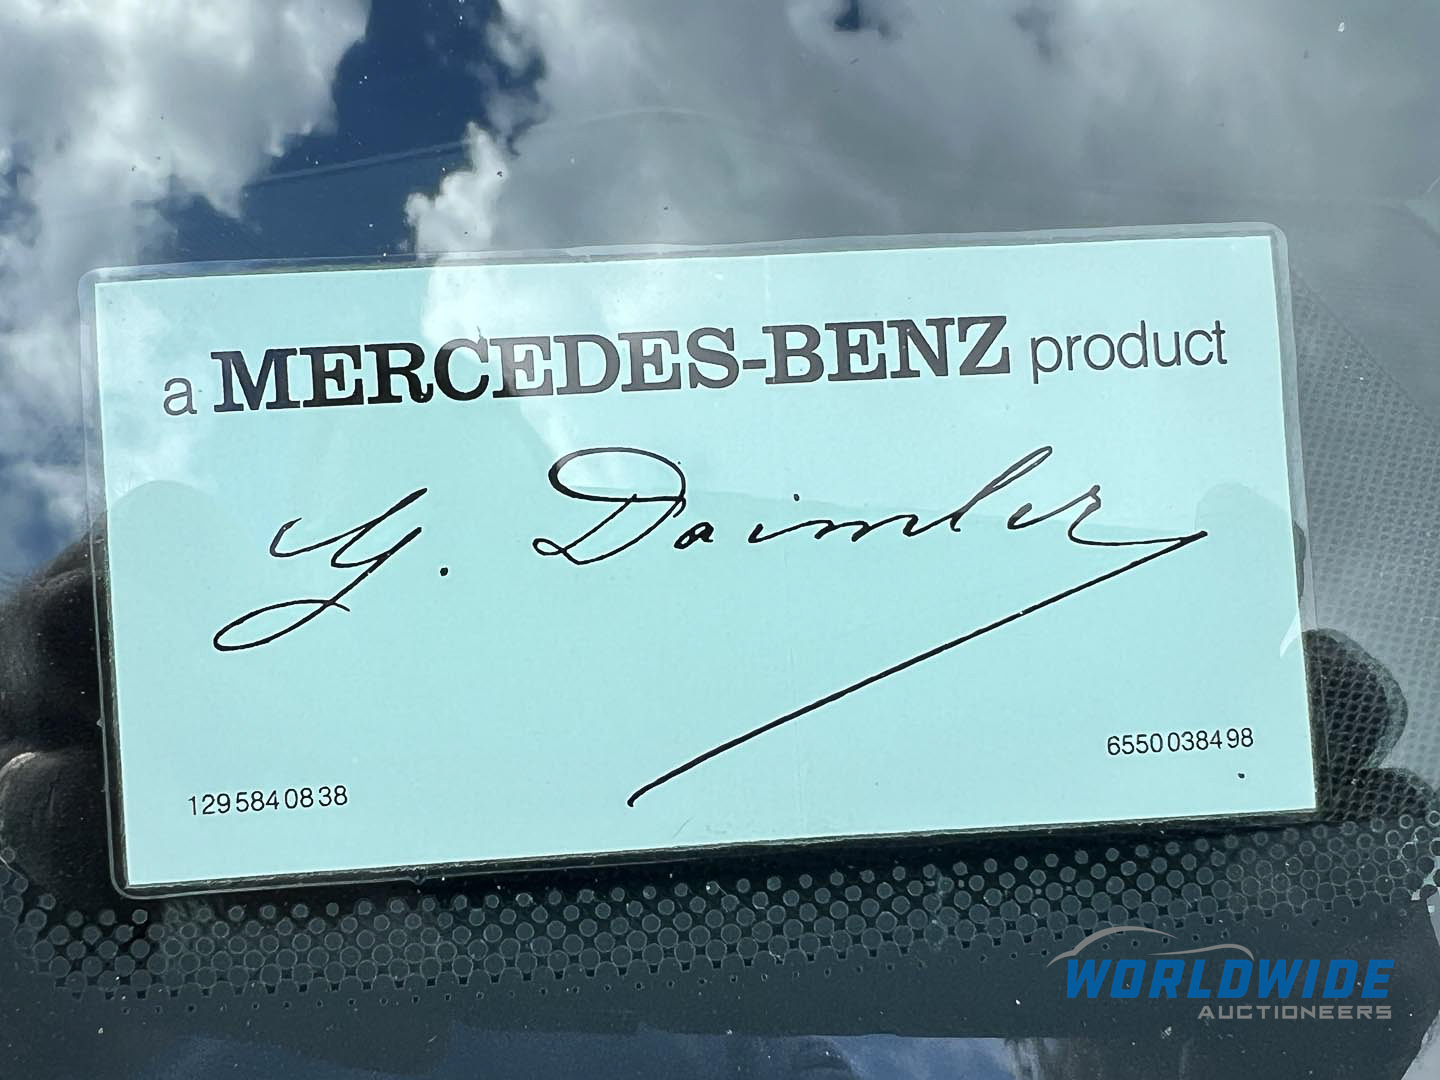 a MERCEDES-BENZ product
G. Daimler
1295840838
6550038498
WORLDWIDE
AUCTIONEERS